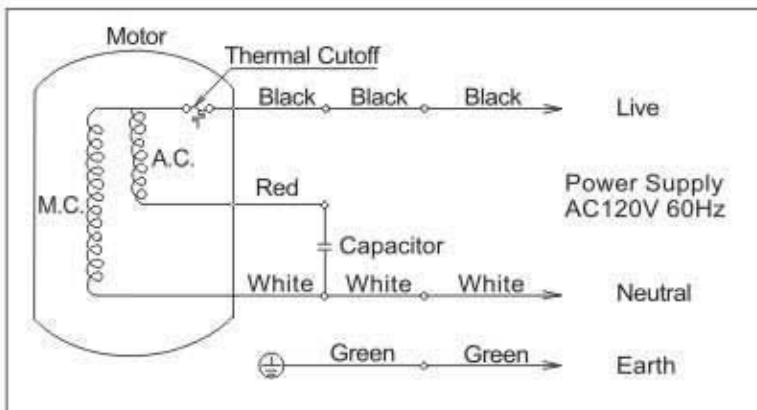 Motor
Thermal Cutoff
Black Black Black Live
A.C.
M.C.
Red
Power Supply
AC120V 60Hz
Capacitor
White White White Neutral
Green Green Earth